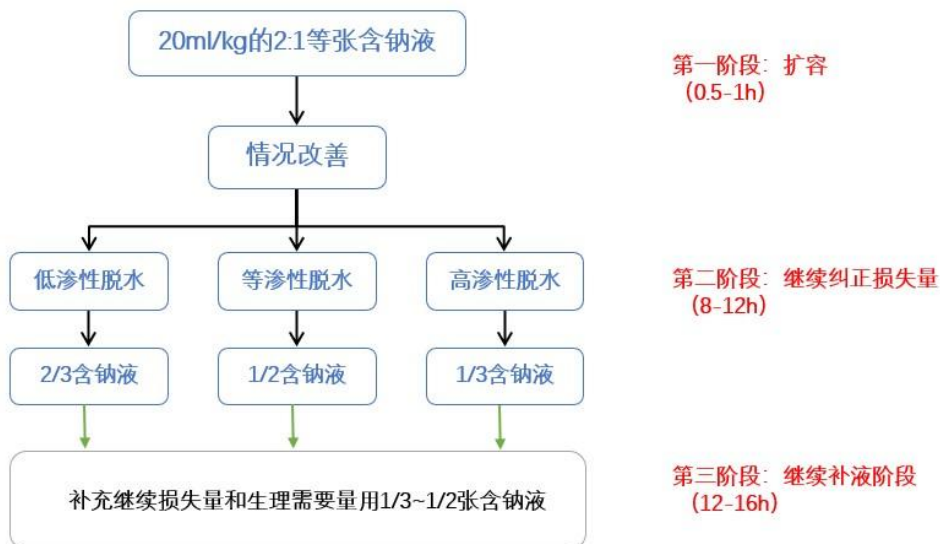 20ml/kg的2:1等张含钠液
第一阶段：扩容
(0.5-1h)
情况改善
低渗性脱水
等渗性脱水
高渗性脱水
第二阶段：继续纠正损失量
(8-12h)
2/3含钠液
1/2含钠液
1/3含钠液
补充继续损失量和生理需要量用1/3~1/2张含钠液
第三阶段：继续补液阶段
(12-16h)